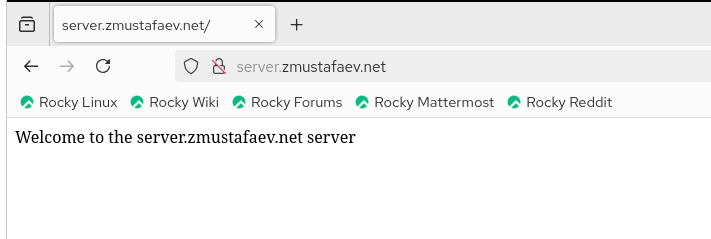 server.zmustafaev.net/
server.zmustafaev.net
Rocky Linux Rocky Wiki Rocky Forums Rocky Mattermost Rocky Reddit
Welcome to the server.zmustafaev.net server